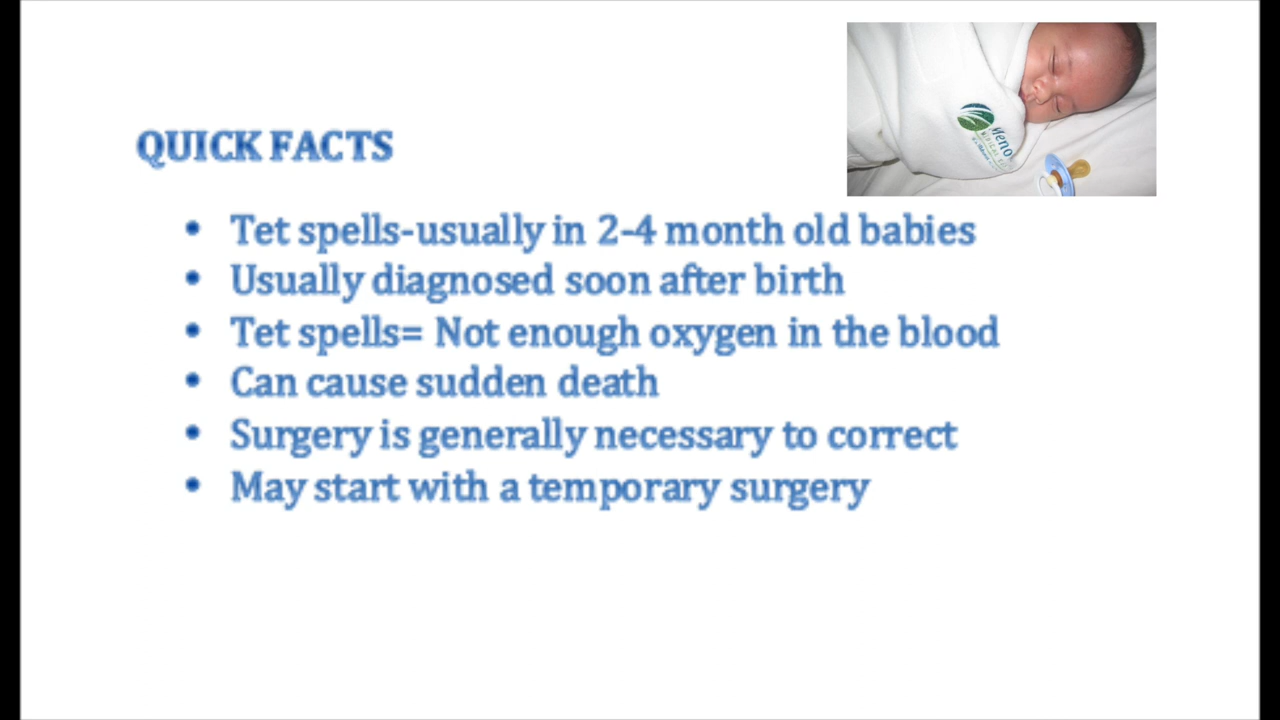 QUICK FACTS
• Tet spells-usually in 2-4 month old babies
• Usually diagnosed soon after birth
• Tet spells= Not enough oxygen in the blood
• Can cause sudden death
• Surgery is generally necessary to correct
• May start with a temporary surgery